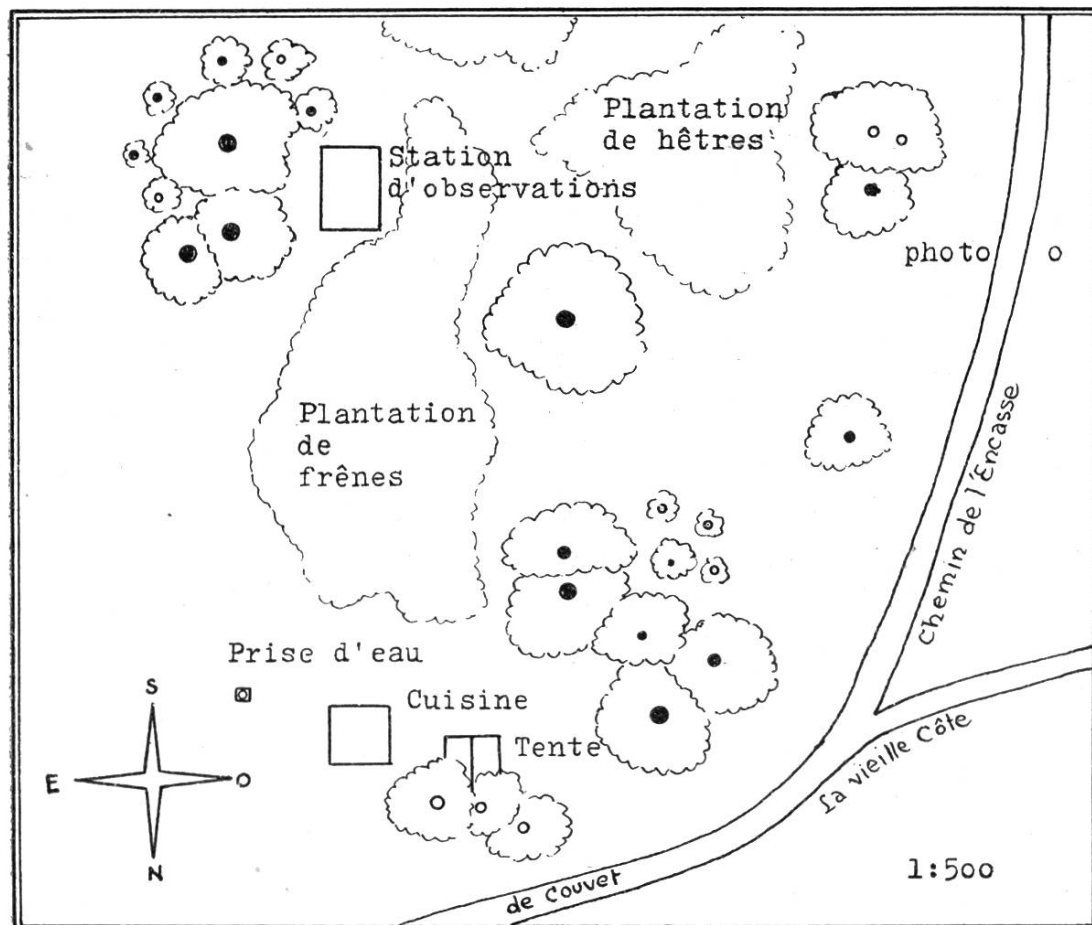 Plantation
de hêtres
Station
d'observations
photo
Plantation
de
frênes
Chemin de l'Encasse
Prise d'eau
Cuisine
Tente
S
E
O
N
La vieille Côte
de Couvet
1:500